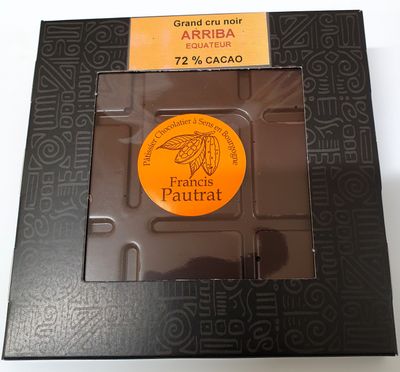 Grand cru noir
ARRIBA
EQUATEUR
72 % CACAO
Pâtissier Chocolatier à Sens en Bourgogne
Francis
Pautrat